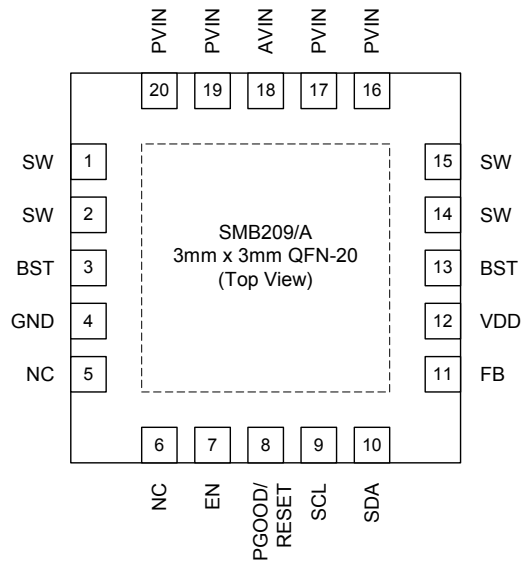 PVIN PVIN AVIN PVIN PVIN
20 19 18 17 16
SW 1 15 SW
SW 2 14 SW
BST 3 13 BST
GND 4 12 VDD
NC 5 11 FB
SMB209/A
3mm x 3mm QFN-20
(Top View)
6 7 8 9 10
NC
EN
PGOOD/
RESET
SCL
SDA